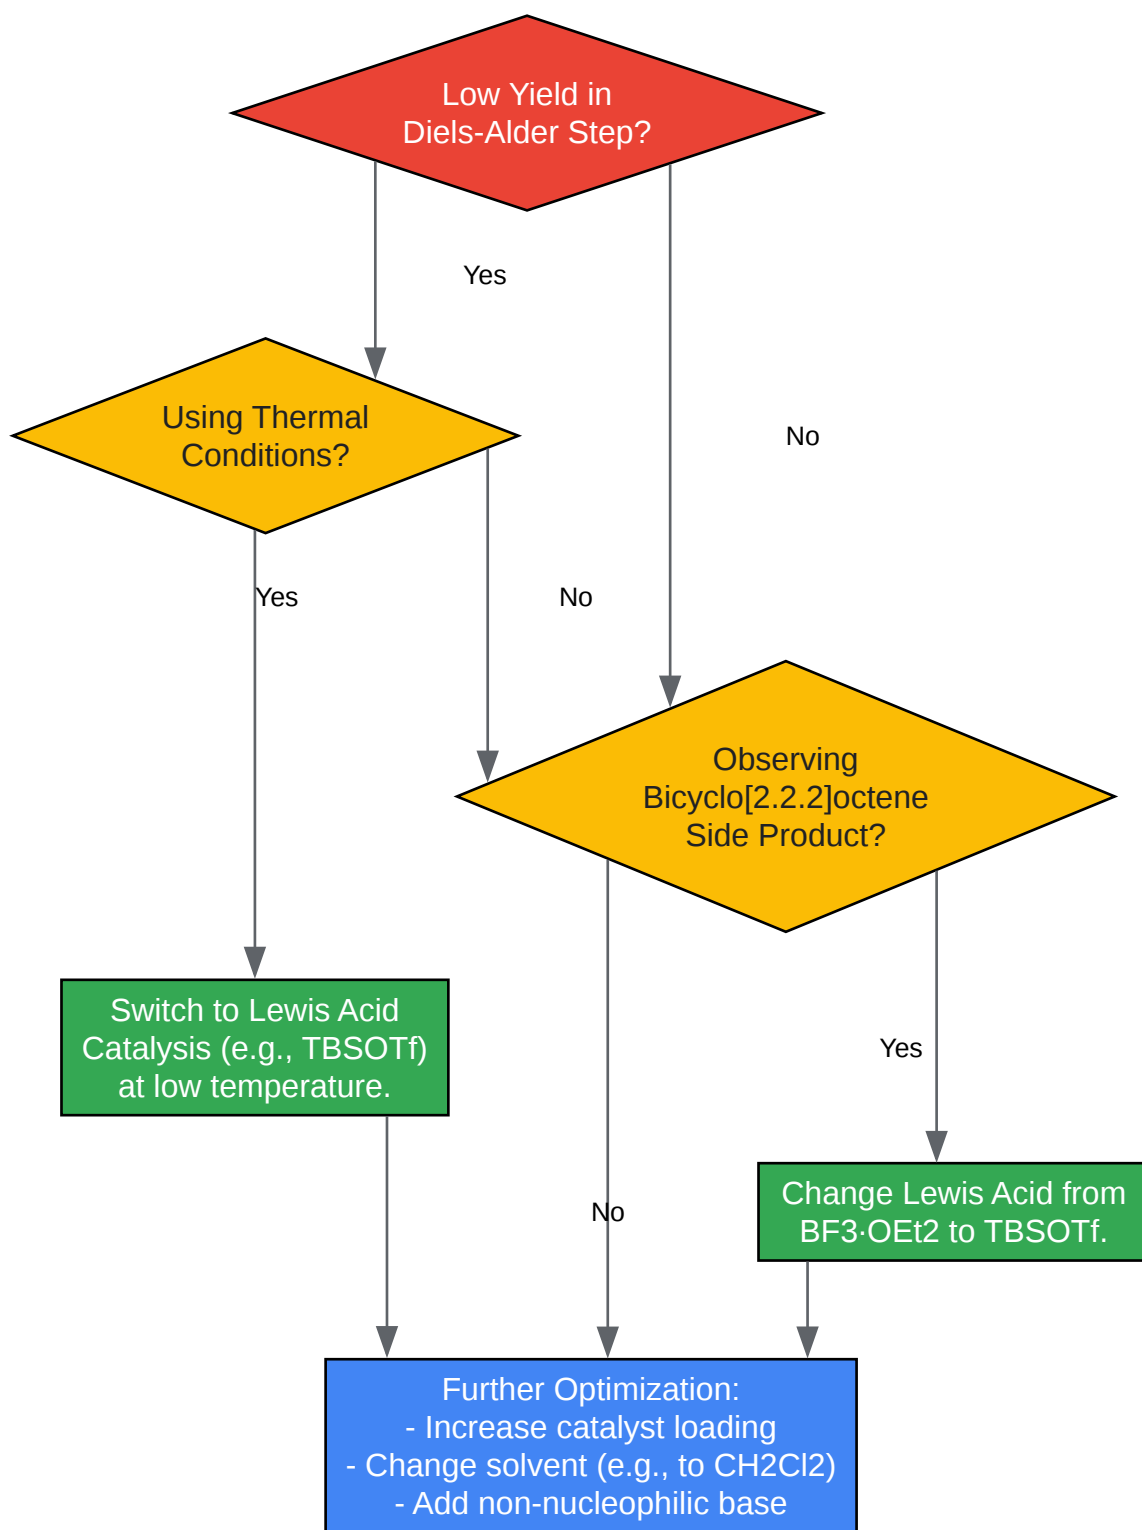 Low Yield in
Diels-Alder Step?
Yes
Using Thermal
Conditions?
No
Yes
No
Observing
Bicyclo[2.2.2]octene
Side Product?
Switch to Lewis Acid
Catalysis (e.g., TBSOTf)
at low temperature.
Yes
No
Change Lewis Acid from
BF3·OEt2 to TBSOTf.
Further Optimization:
- Increase catalyst loading
- Change solvent (e.g., to CH2Cl2)
- Add non-nucleophilic base